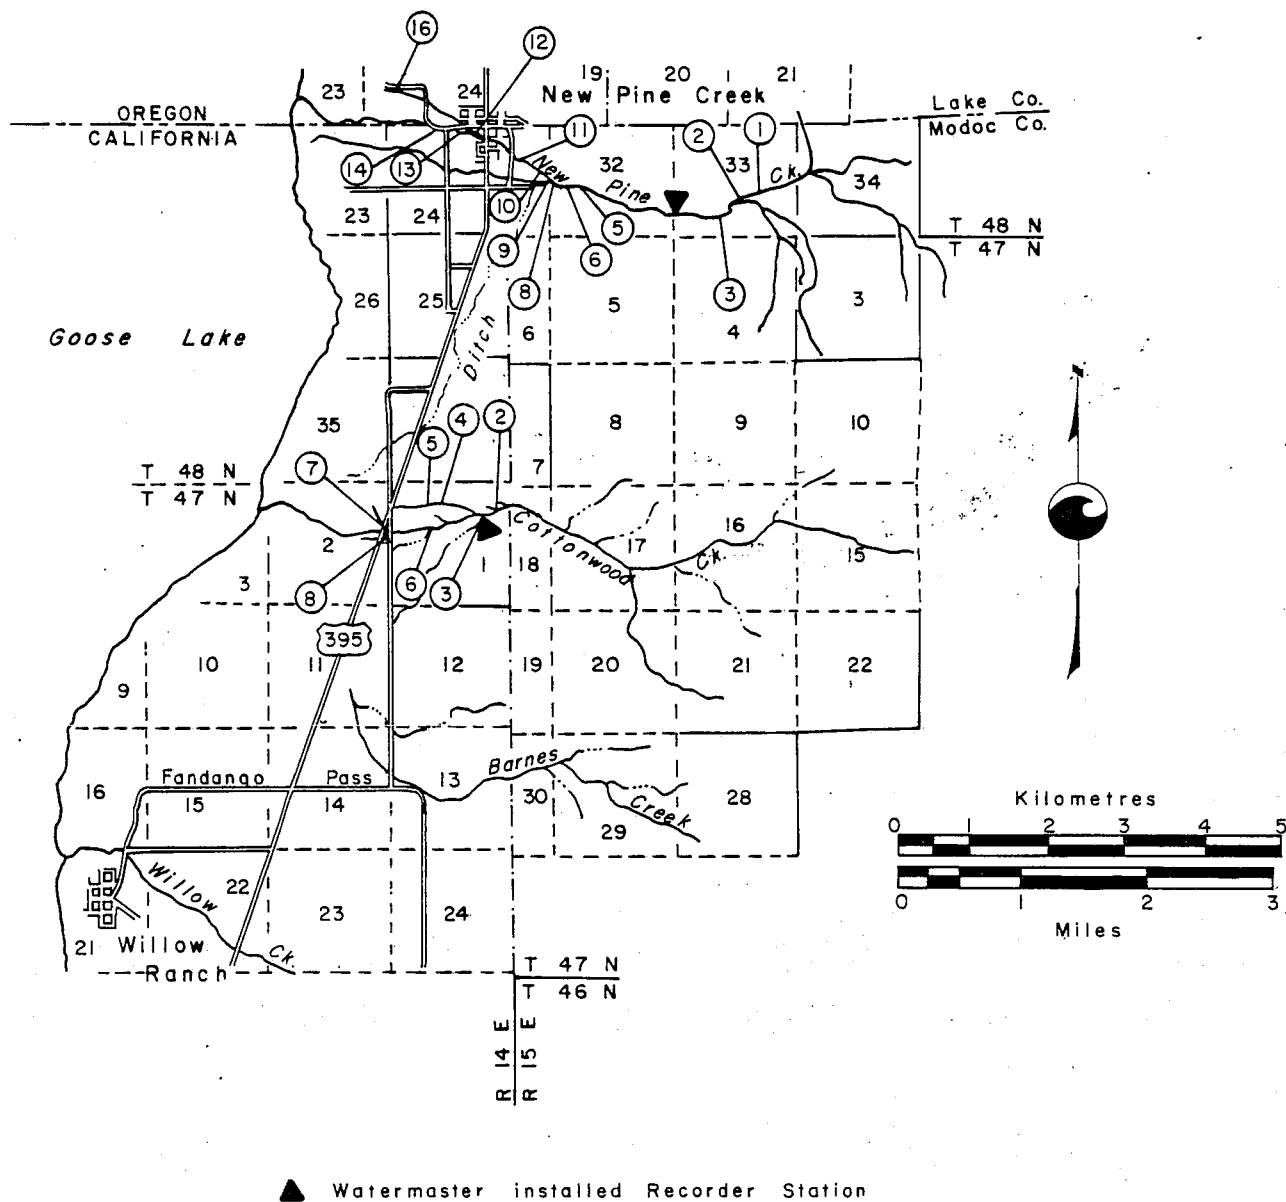 16
12
23
24
19
20
21
New Pine Creek
OREGON
CALIFORNIA
Lake Co.
Modoc Co.
11
2
1
14
13
New
Pine
Ck.
32
33
34
10
5
23
24
9
6
T 48 N
T 47 N
8
3
26
25
6
5
4
3
Goose Lake
Ditch
35
4
2
5
8
9
10
7
T 48 N
T 47 N
7
Cottonwood
Ck.
2
17
16
15
3
8
6
3
1
18
395
10
11
12
19
20
21
22
9
Barnes
Creek
16
Fandango Pass
15
14
13
30
29
28
Kilometres
0 1 2 3 4 5
0 1 2 3
Miles
Willow
Ck.
22
23
24
21
Willow
Ranch
T 47 N
T 46 N
R 14 E
R 15 E
Watermaster installed Recorder Station